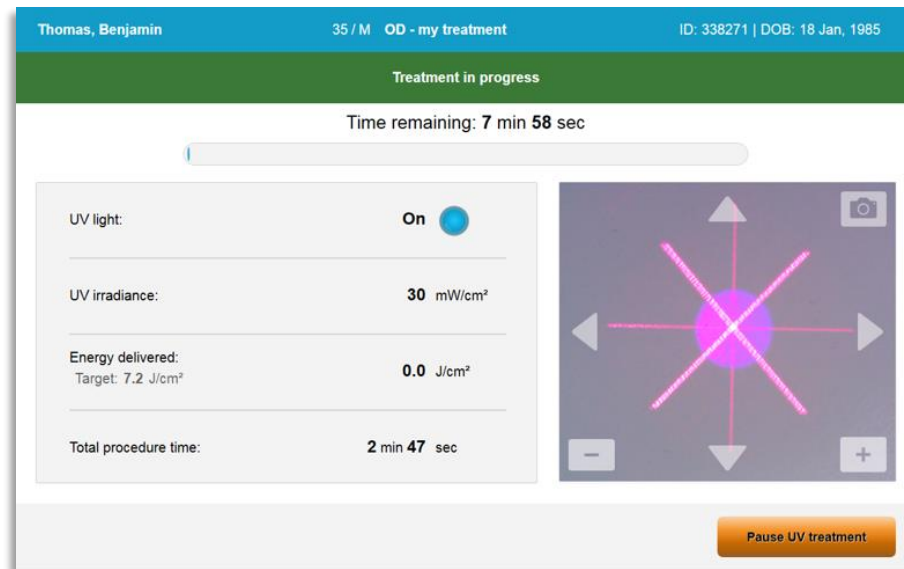 Thomas, Benjamin 35 / M OD - my treatment ID: 338271 | DOB: 18 Jan, 1985
Treatment in progress
Time remaining: 7 min 58 sec
UV light: On
UV irradiance: 30 mW/cm²
Energy delivered:
Target: 7.2 J/cm² 0.0 J/cm²
Total procedure time: 2 min 47 sec
Pause UV treatment